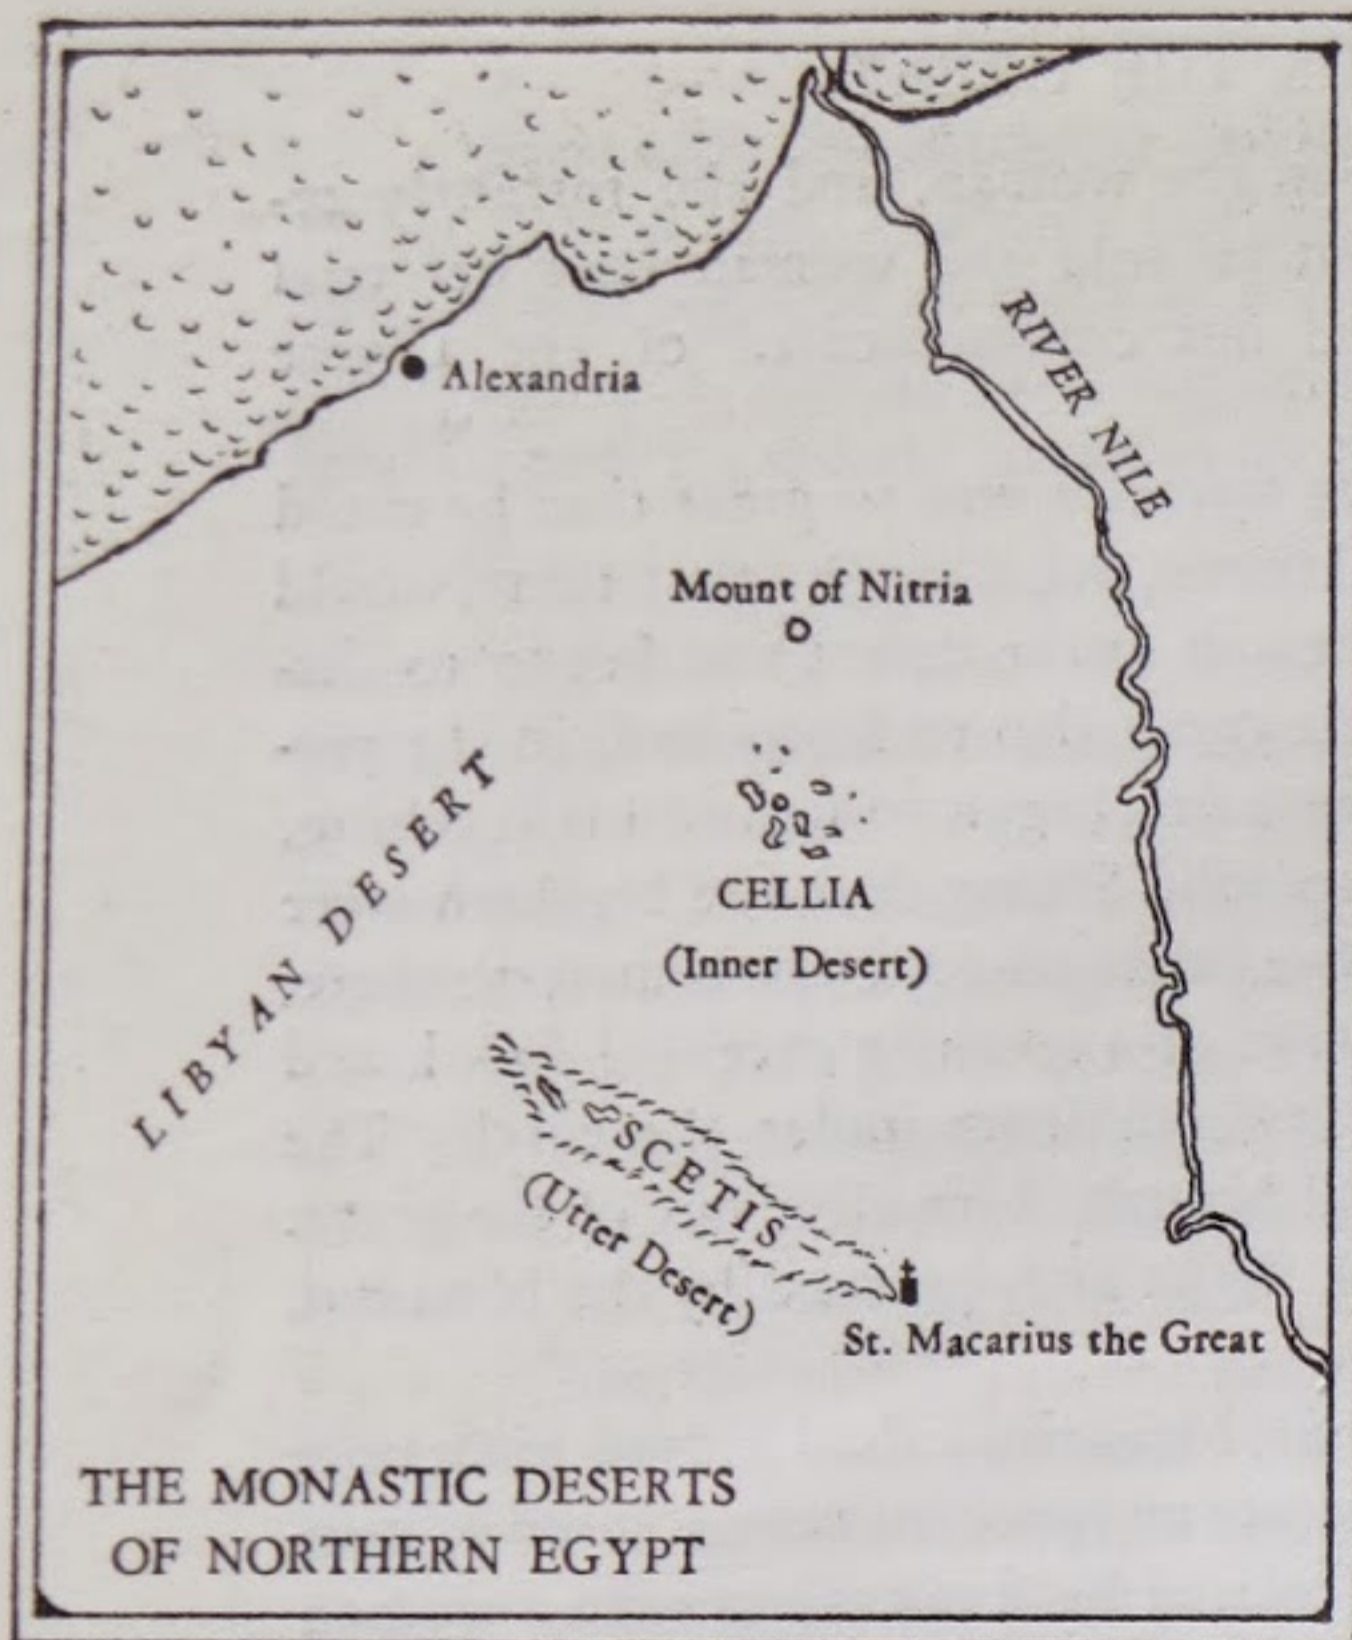 Alexandria
RIVER NILE
Mount of Nitria
CELLIA
(Inner Desert)
LIBYAN DESERT
SCETIS
(Utter Desert)
St. Macarius the Great
THE MONASTIC DESERTS
OF NORTHERN EGYPT